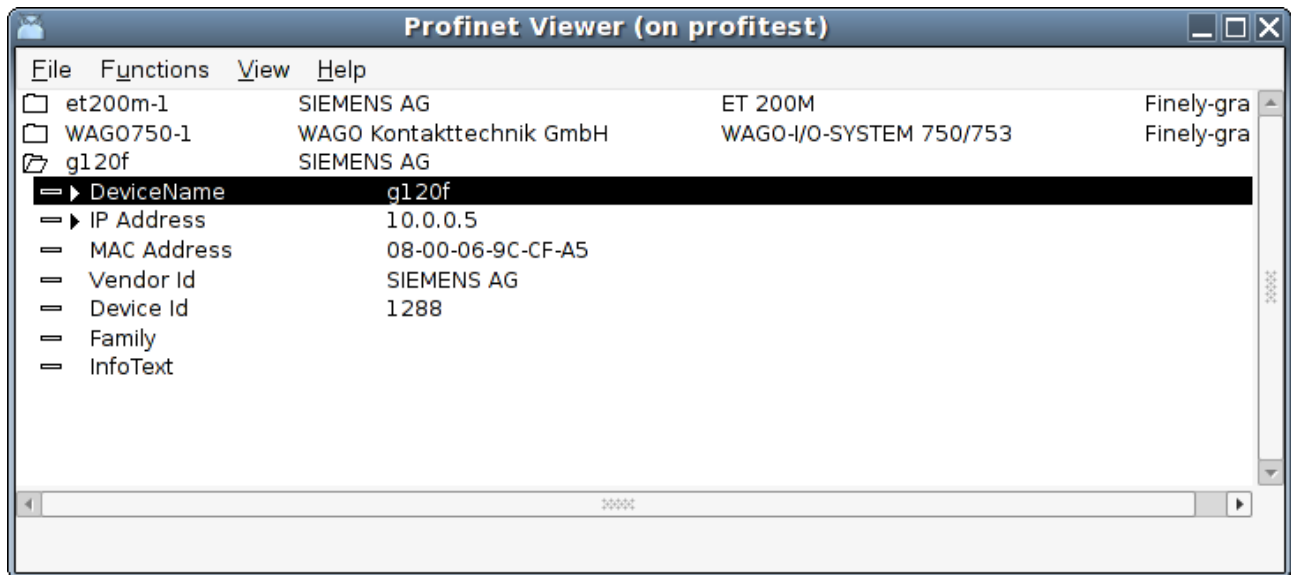 Profinet Viewer (on profitest)
File Functions View Help
et200m-1 SIEMENS AG ET 200M Finely-gra
WAGO750-1 WAGO Kontakttechnik GmbH WAGO-I/O-SYSTEM 750/753 Finely-gra
g120f SIEMENS AG
DeviceName g120f
IP Address 10.0.0.5
MAC Address 08-00-06-9C-CF-A5
Vendor Id SIEMENS AG
Device Id 1288
Family
InfoText